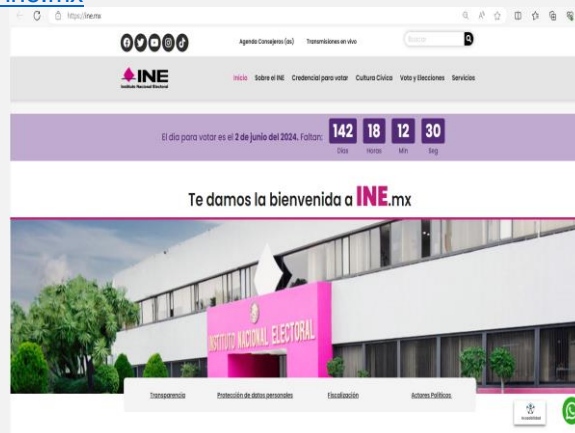 ine.mx
https://ine.mx
Agenda Consejeros (as) Transmisiones en vivo Buscar
INE
Instituto Nacional Electoral
Inicio Sobre el INE Credencial para votar Cultura Cívica Voto y Elecciones Servicios
El día para votar es el 2 de junio del 2024. Faltan: 142 18 12 30
Días Horas Min Seg
Te damos la bienvenida a INE.mx
INSTITUTO NACIONAL ELECTORAL
Transparencia Protección de datos personales Fiscalización Actores Políticos
Accesibilidad